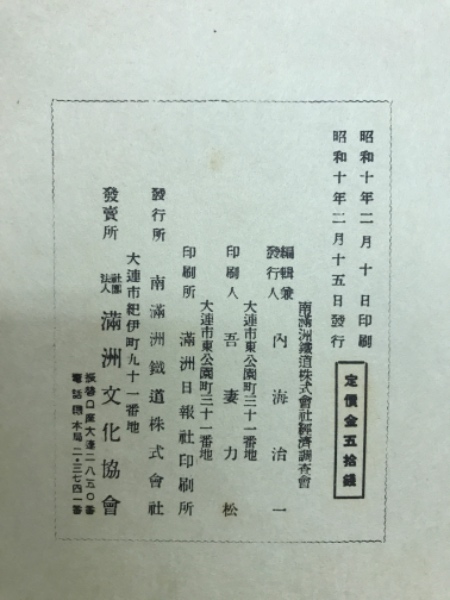 昭和十年二月十日印刷
昭和十年二月十五日發行
定價金五拾錢
南滿洲鐵道株式會社經濟調查會
編輯兼發行人 內海治一
大連市東公園町三十一番地
印刷人 吾妻力松
大連市東公園町三十一番地
印刷所 滿洲日報社印刷所
發行所 南滿洲鐵道株式會社
大連市紀伊町九十一番地
發賣所 社團法人 滿洲文化協會
振替口座大連二八五〇番
電話 本局二・三七四一番